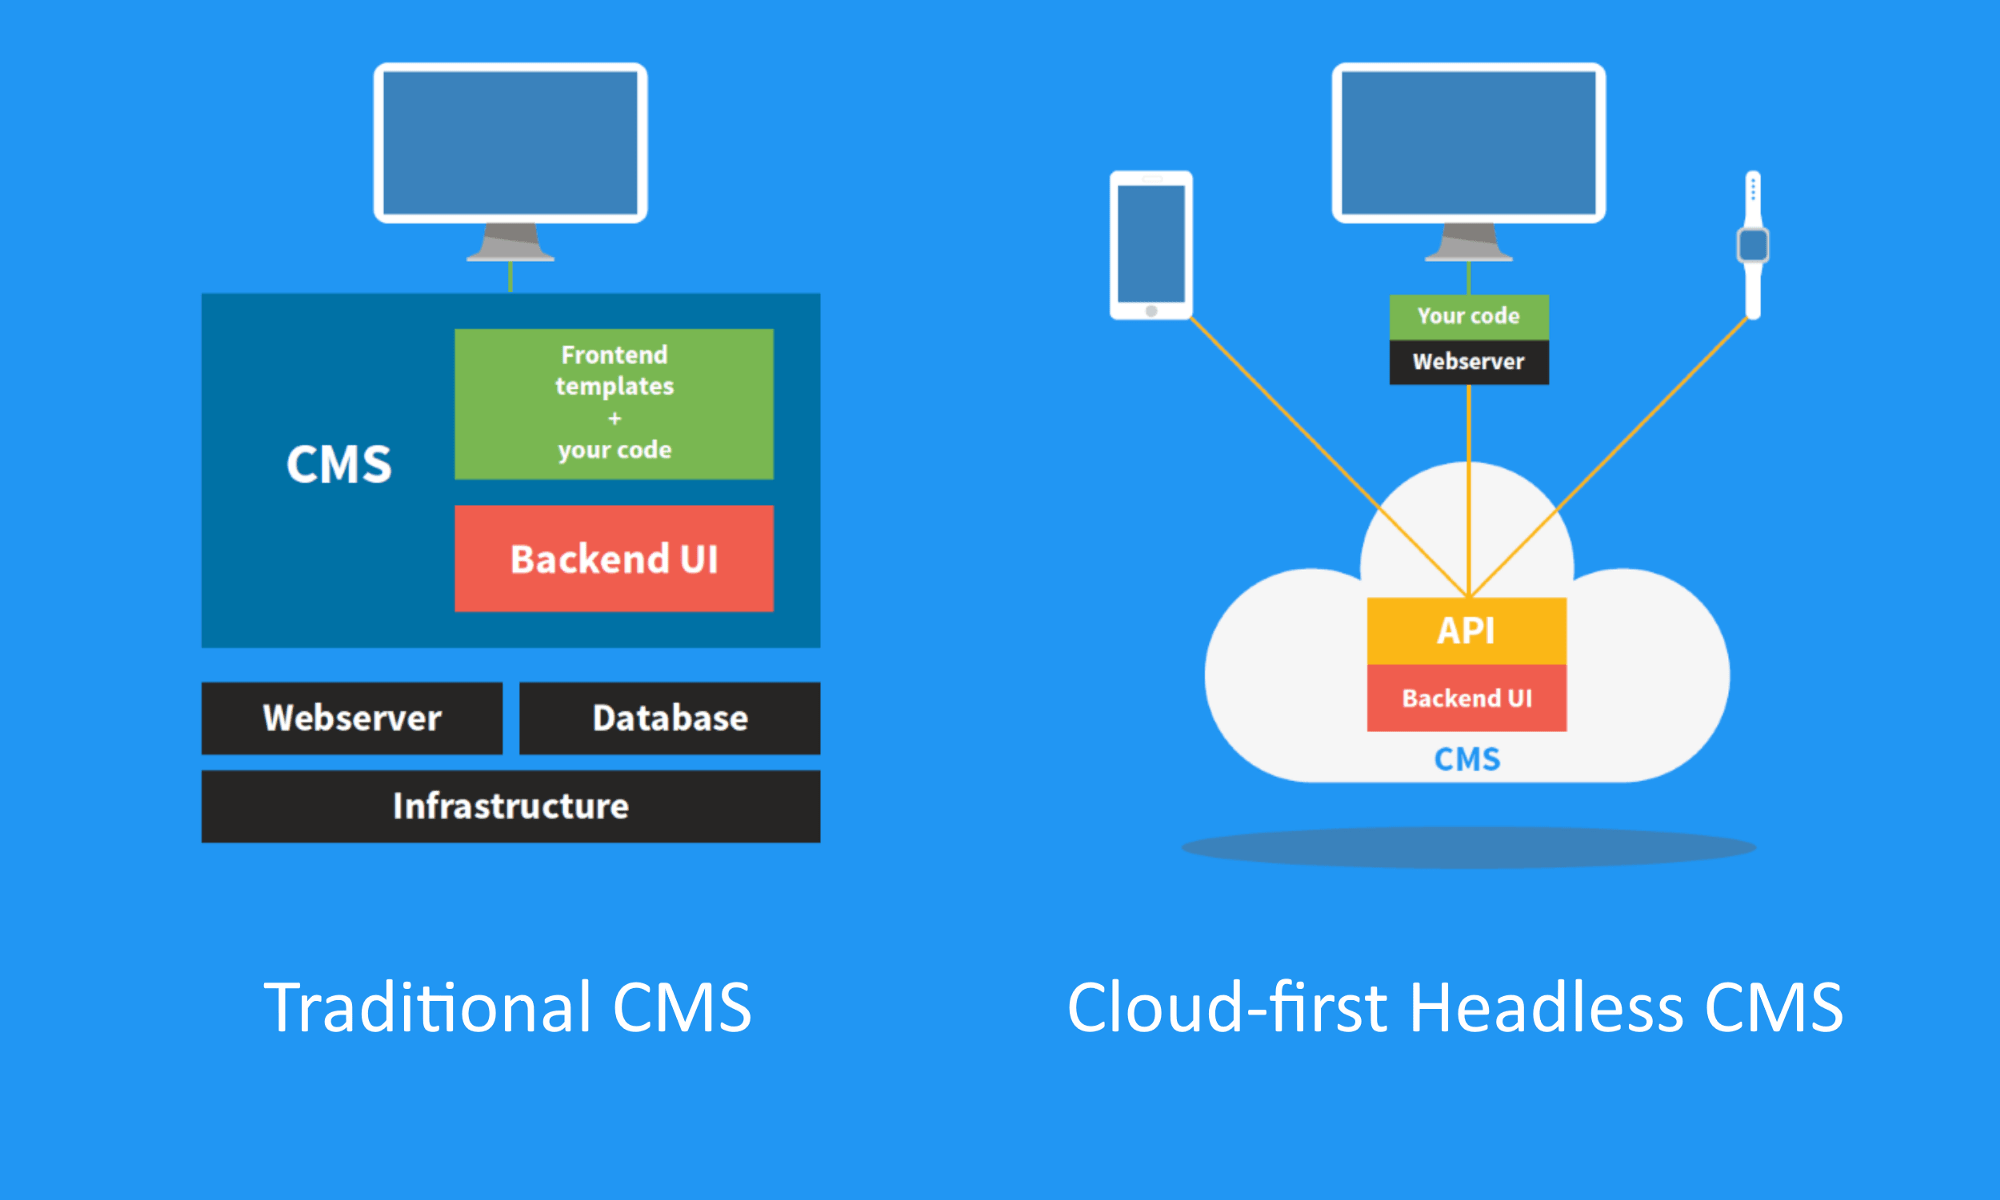 CMS
Frontend
templates
+
your code
Backend UI
Webserver
Database
Infrastructure
Traditional CMS
Your code
Webserver
API
Backend UI
CMS
Cloud-first Headless CMS